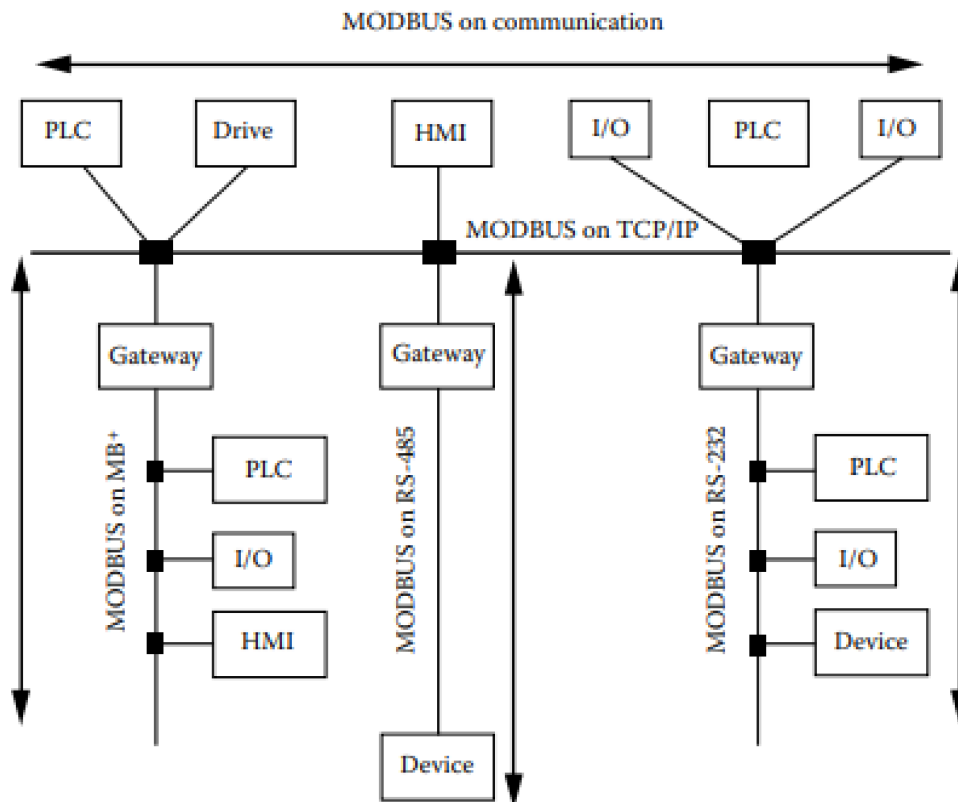 MODBUS on communication
PLC
Drive
HMI
I/O
PLC
I/O
MODBUS on TCP/IP
Gateway
Gateway
Gateway
MODBUS on MB+
PLC
I/O
HMI
MODBUS on RS-485
Device
MODBUS on RS-232
PLC
I/O
Device